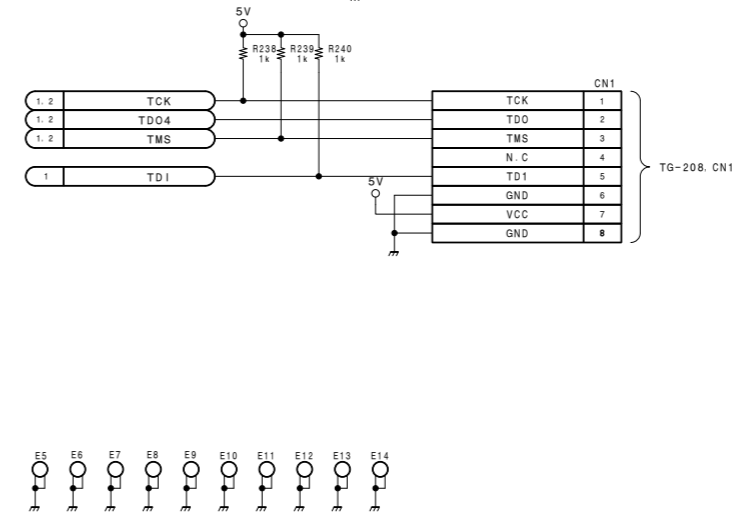 5V
R238 R239 R240
1k 1k 1k
CN1
1. 2 TCK TCK 1
1. 2 TDO4 TDO 2
1. 2 TMS TMS 3
N. C 4
1 TDI TD1 5
TG-208. CN1
5V
GND 6
VCC 7
GND 8
E5 E6 E7 E8 E9 E10 E11 E12 E13 E14